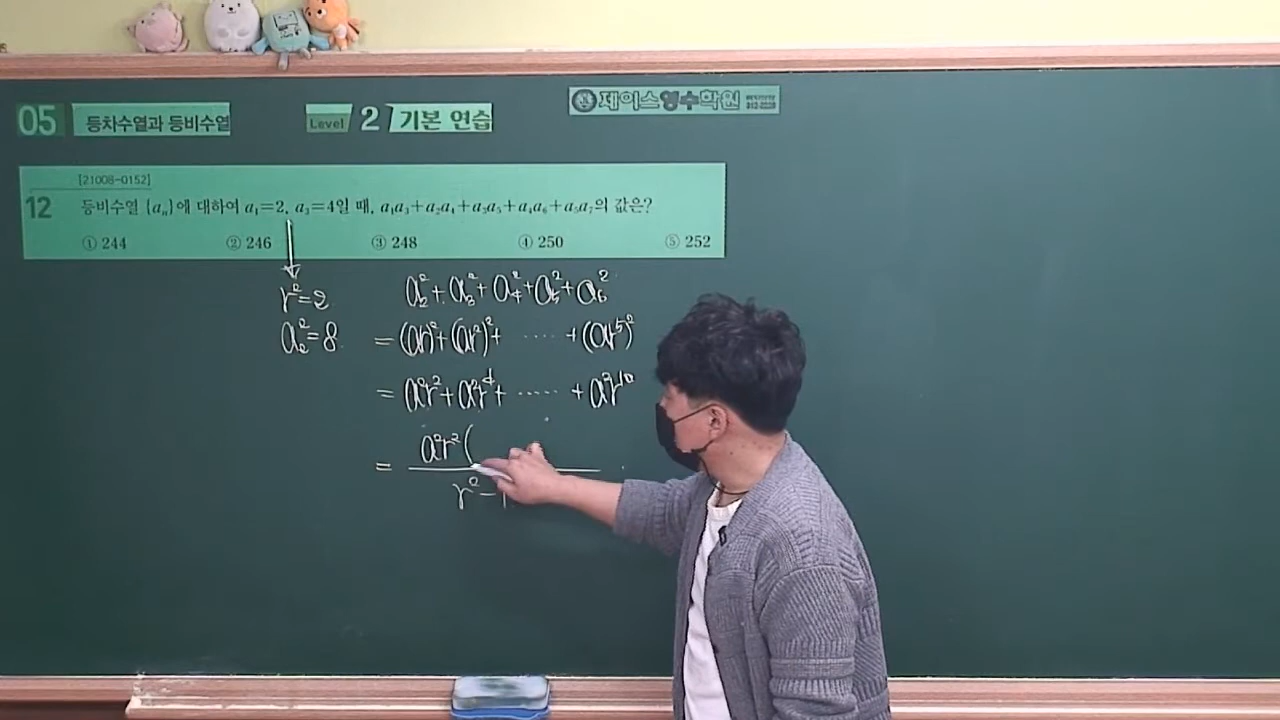 05 등차수열과 등비수열
Level 2 기본 연습
제이스영수학원
[21008-0152]
12 등비수열 {aₙ}에 대하여 a₁=2, a₃=4일 때, a₁a₃+a₂a₄+a₃a₅+a₄a₆+a₅a₇의 값은?
① 244 ② 246 ③ 248 ④ 250 ⑤ 252
r²=2
a₂²=8
a₂²+a₃²+a₄²+a₅²+a₆²
=(ar)²+(ar²)²+ ····· +(ar⁵)²
=a²r²+a²r⁴+ ····· +a²r¹⁰
= a²r²(
r²-1